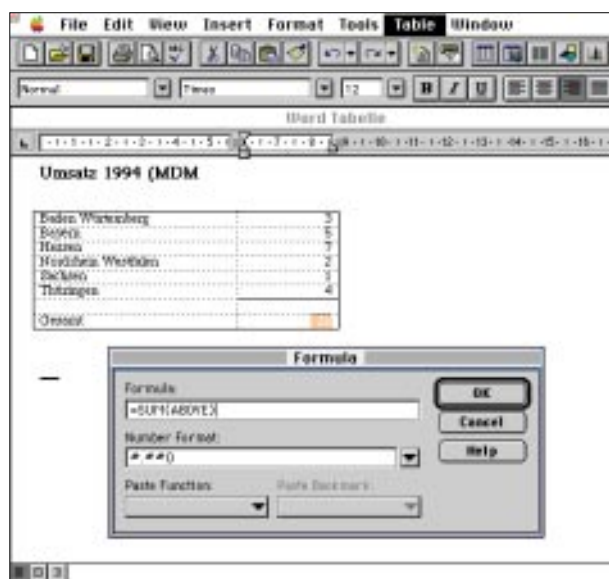 File Edit View Insert Format Tools Table Window
Normal Times 12 B I U
Word Tabelle
Umsatz 1994 (MDM
Baden Würtemberg 3
Bayern 5
Hessen 7
Nordrhein Westfalen 2
Sachsen 1
Thüringen 4
Gesamt
Formula
Formula:
=SUM(ABOVE)
OK
Cancel
Number Format:
Help
#.##0
Paste Function: Paste Bookmark: